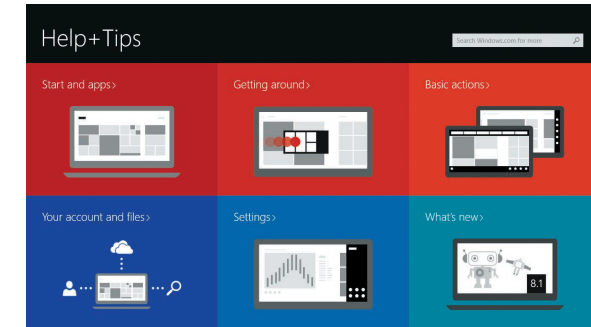 Help+Tips
Search Windows.com for more
Start and apps>
Getting around>
Basic actions>
Your account and files>
Settings>
What's new>
8.1